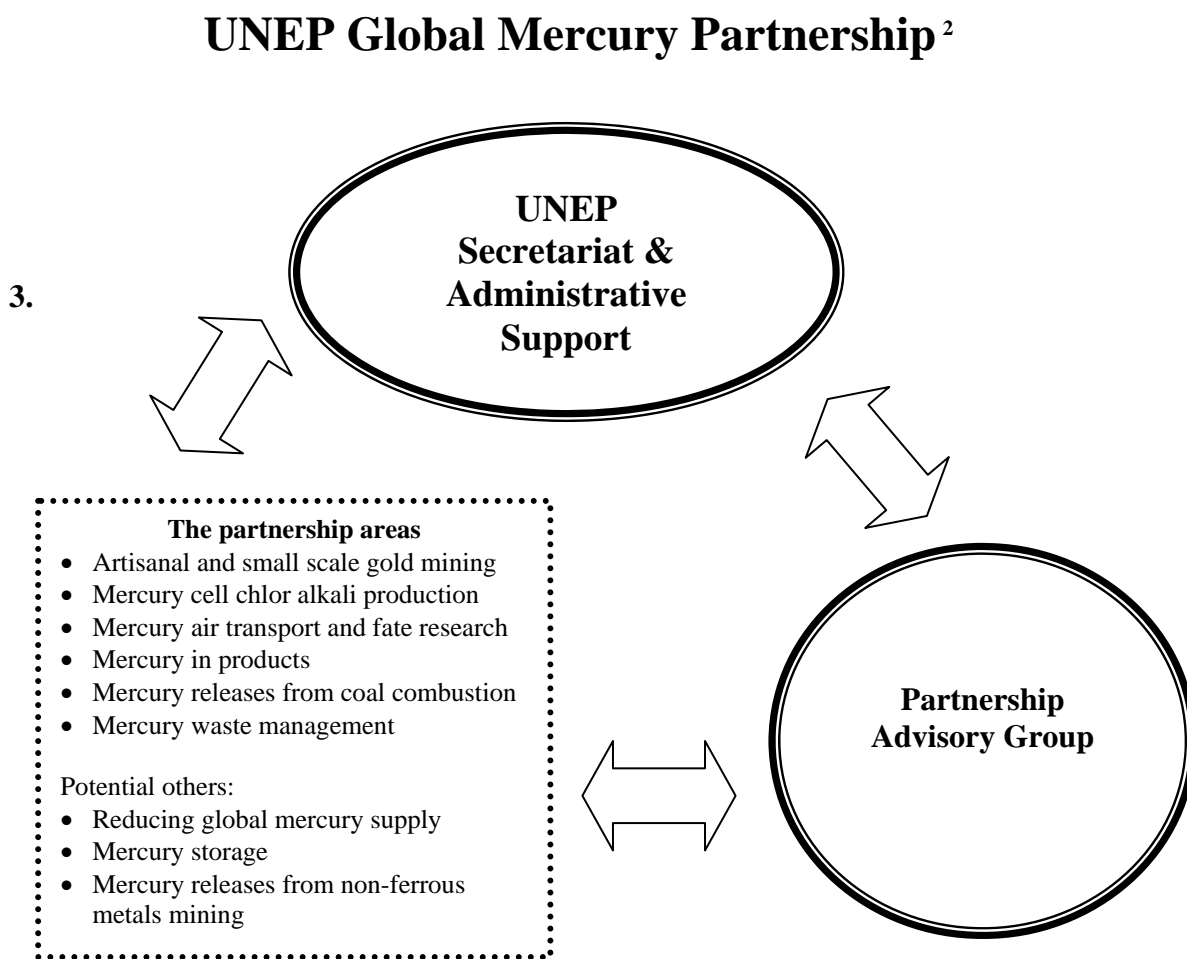 UNEP Global Mercury Partnership ²
UNEP
Secretariat &
Administrative
Support
3.
The partnership areas
• Artisanal and small scale gold mining
• Mercury cell chlor alkali production
• Mercury air transport and fate research
• Mercury in products
• Mercury releases from coal combustion
• Mercury waste management
Potential others:
• Reducing global mercury supply
• Mercury storage
• Mercury releases from non-ferrous
metals mining
Partnership
Advisory Group